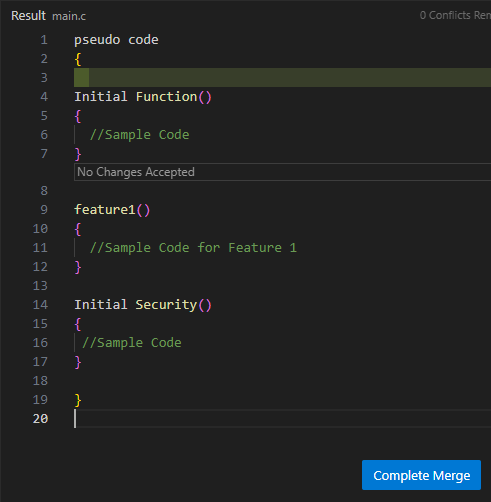 Result main.c
0 Conflicts Rem
1 pseudo code
2 {
3
4 Initial Function()
5 {
6 //Sample Code
7 }
No Changes Accepted
8
9 feature1()
10 {
11 //Sample Code for Feature 1
12 }
13
14 Initial Security()
15 {
16 //Sample Code
17 }
18
19 }
20
Complete Merge